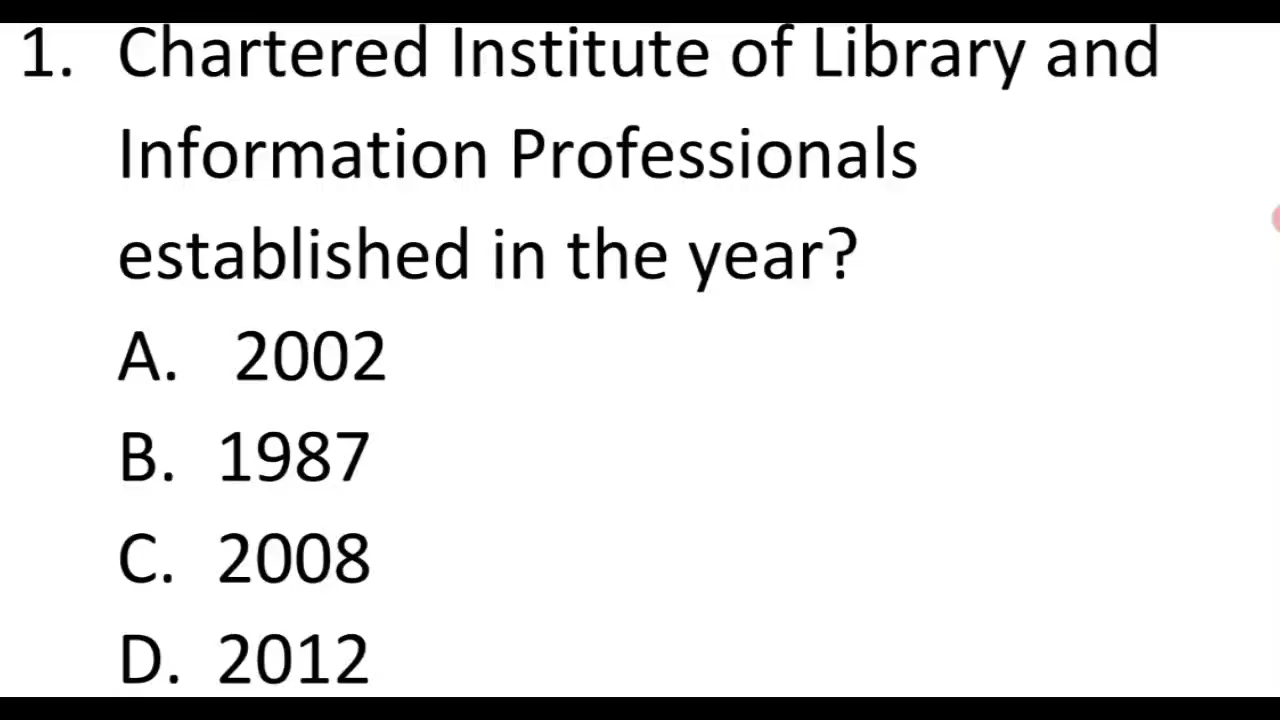 1. Chartered Institute of Library and
Information Professionals
established in the year?
A. 2002
B. 1987
C. 2008
D. 2012